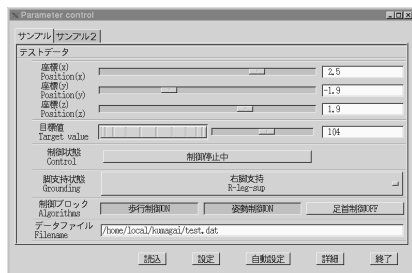 Parameter control
サンプル サンプル2
テストデータ
座標(x)
Position(x) 2.5
座標(y)
Position(y) -1.9
座標(z)
Position(z) 1.9
目標値
Target value 104
制御状態
Control 制御停止中
脚支持状態 右脚支持
Grounding R-leg-sup
制御ブロック
Algorithms 歩行制御ON 姿勢制御ON 足首制御OFF
データファイル
Filename /home/local/kumagai/test.dat
読込 設定 自動設定 詳細 終了